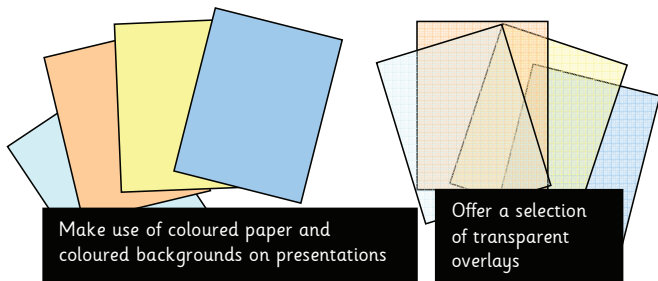 Make use of coloured paper and
coloured backgrounds on presentations
Offer a selection
of transparent
overlays